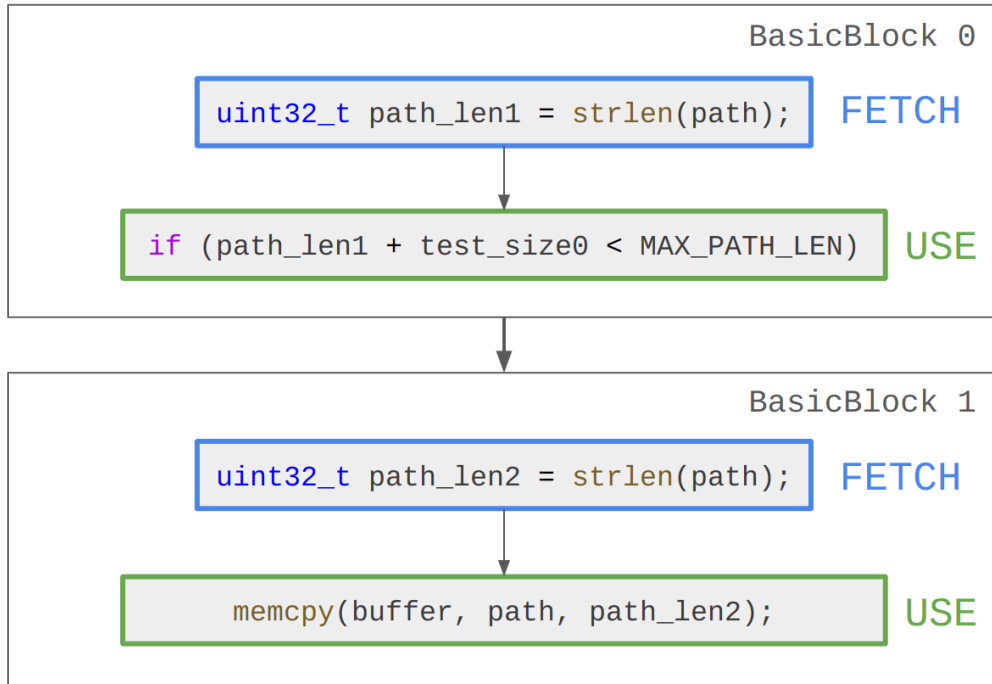 BasicBlock 0
uint32_t path_len1 = strlen(path); FETCH
if (path_len1 + test_size0 < MAX_PATH_LEN) USE
BasicBlock 1
uint32_t path_len2 = strlen(path); FETCH
memcpy(buffer, path, path_len2); USE